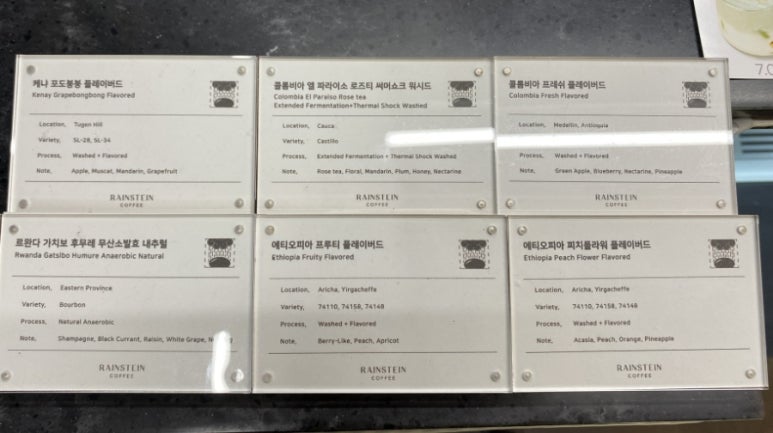 케냐 포도봉봉 플레이버드
Kenay Grapebongbong Flavored
Location, Tugen Hill
Variety, SL-28, SL-34
Process, Washed + Flavored
Note, Apple, Muscat, Mandarin, Grapefruit
RAINSTEIN
COFFEE
콜롬비아 엘 파라이소 로즈티 써머쇼크 워시드
Colombia El Paraiso Rose tea
Extended Fermentation+Thermal Shock Washed
Location, Cauca
Variety, Castillo
Process, Extended Fermentation + Thermal Shock Washed
Note, Rose tea, Floral, Mandarin, Plum, Honey, Nectarine
RAINSTEIN
COFFEE
콜롬비아 프레쉬 플레이버드
Colombia Fresh Flavored
Location, Medellin, Antioquia
Process, Washed + Flavored
Note, Green Apple, Blueberry, Nectarine, Pineapple
RAINSTEIN
COFFEE
7.0
르완다 가치보 후무레 무산소발효 내추럴
Rwanda Gatsibo Humure Anaerobic Natural
Location, Eastern Province
Variety, Bourbon
Process, Natural Anaerobic
Note, Shampagne, Black Currant, Raisin, White Grape,
RAINSTEIN
COFFEE
에티오피아 프루티 플레이버드
Ethiopia Fruity Flavored
Location, Aricha, Yirgacheffe
Variety, 74110, 74158, 74148
Process, Washed + Flavored
Note, Berry-Like, Peach, Apricot
RAINSTEIN
COFFEE
에티오피아 피치플라워 플레이버드
Ethiopia Peach Flower Flavored
Location, Aricha, Yirgacheffe
Variety, 74110, 74158, 74148
Process, Washed + Flavored
Note, Acasia, Peach, Orange, Pineapple
RAINSTEIN
COFFEE